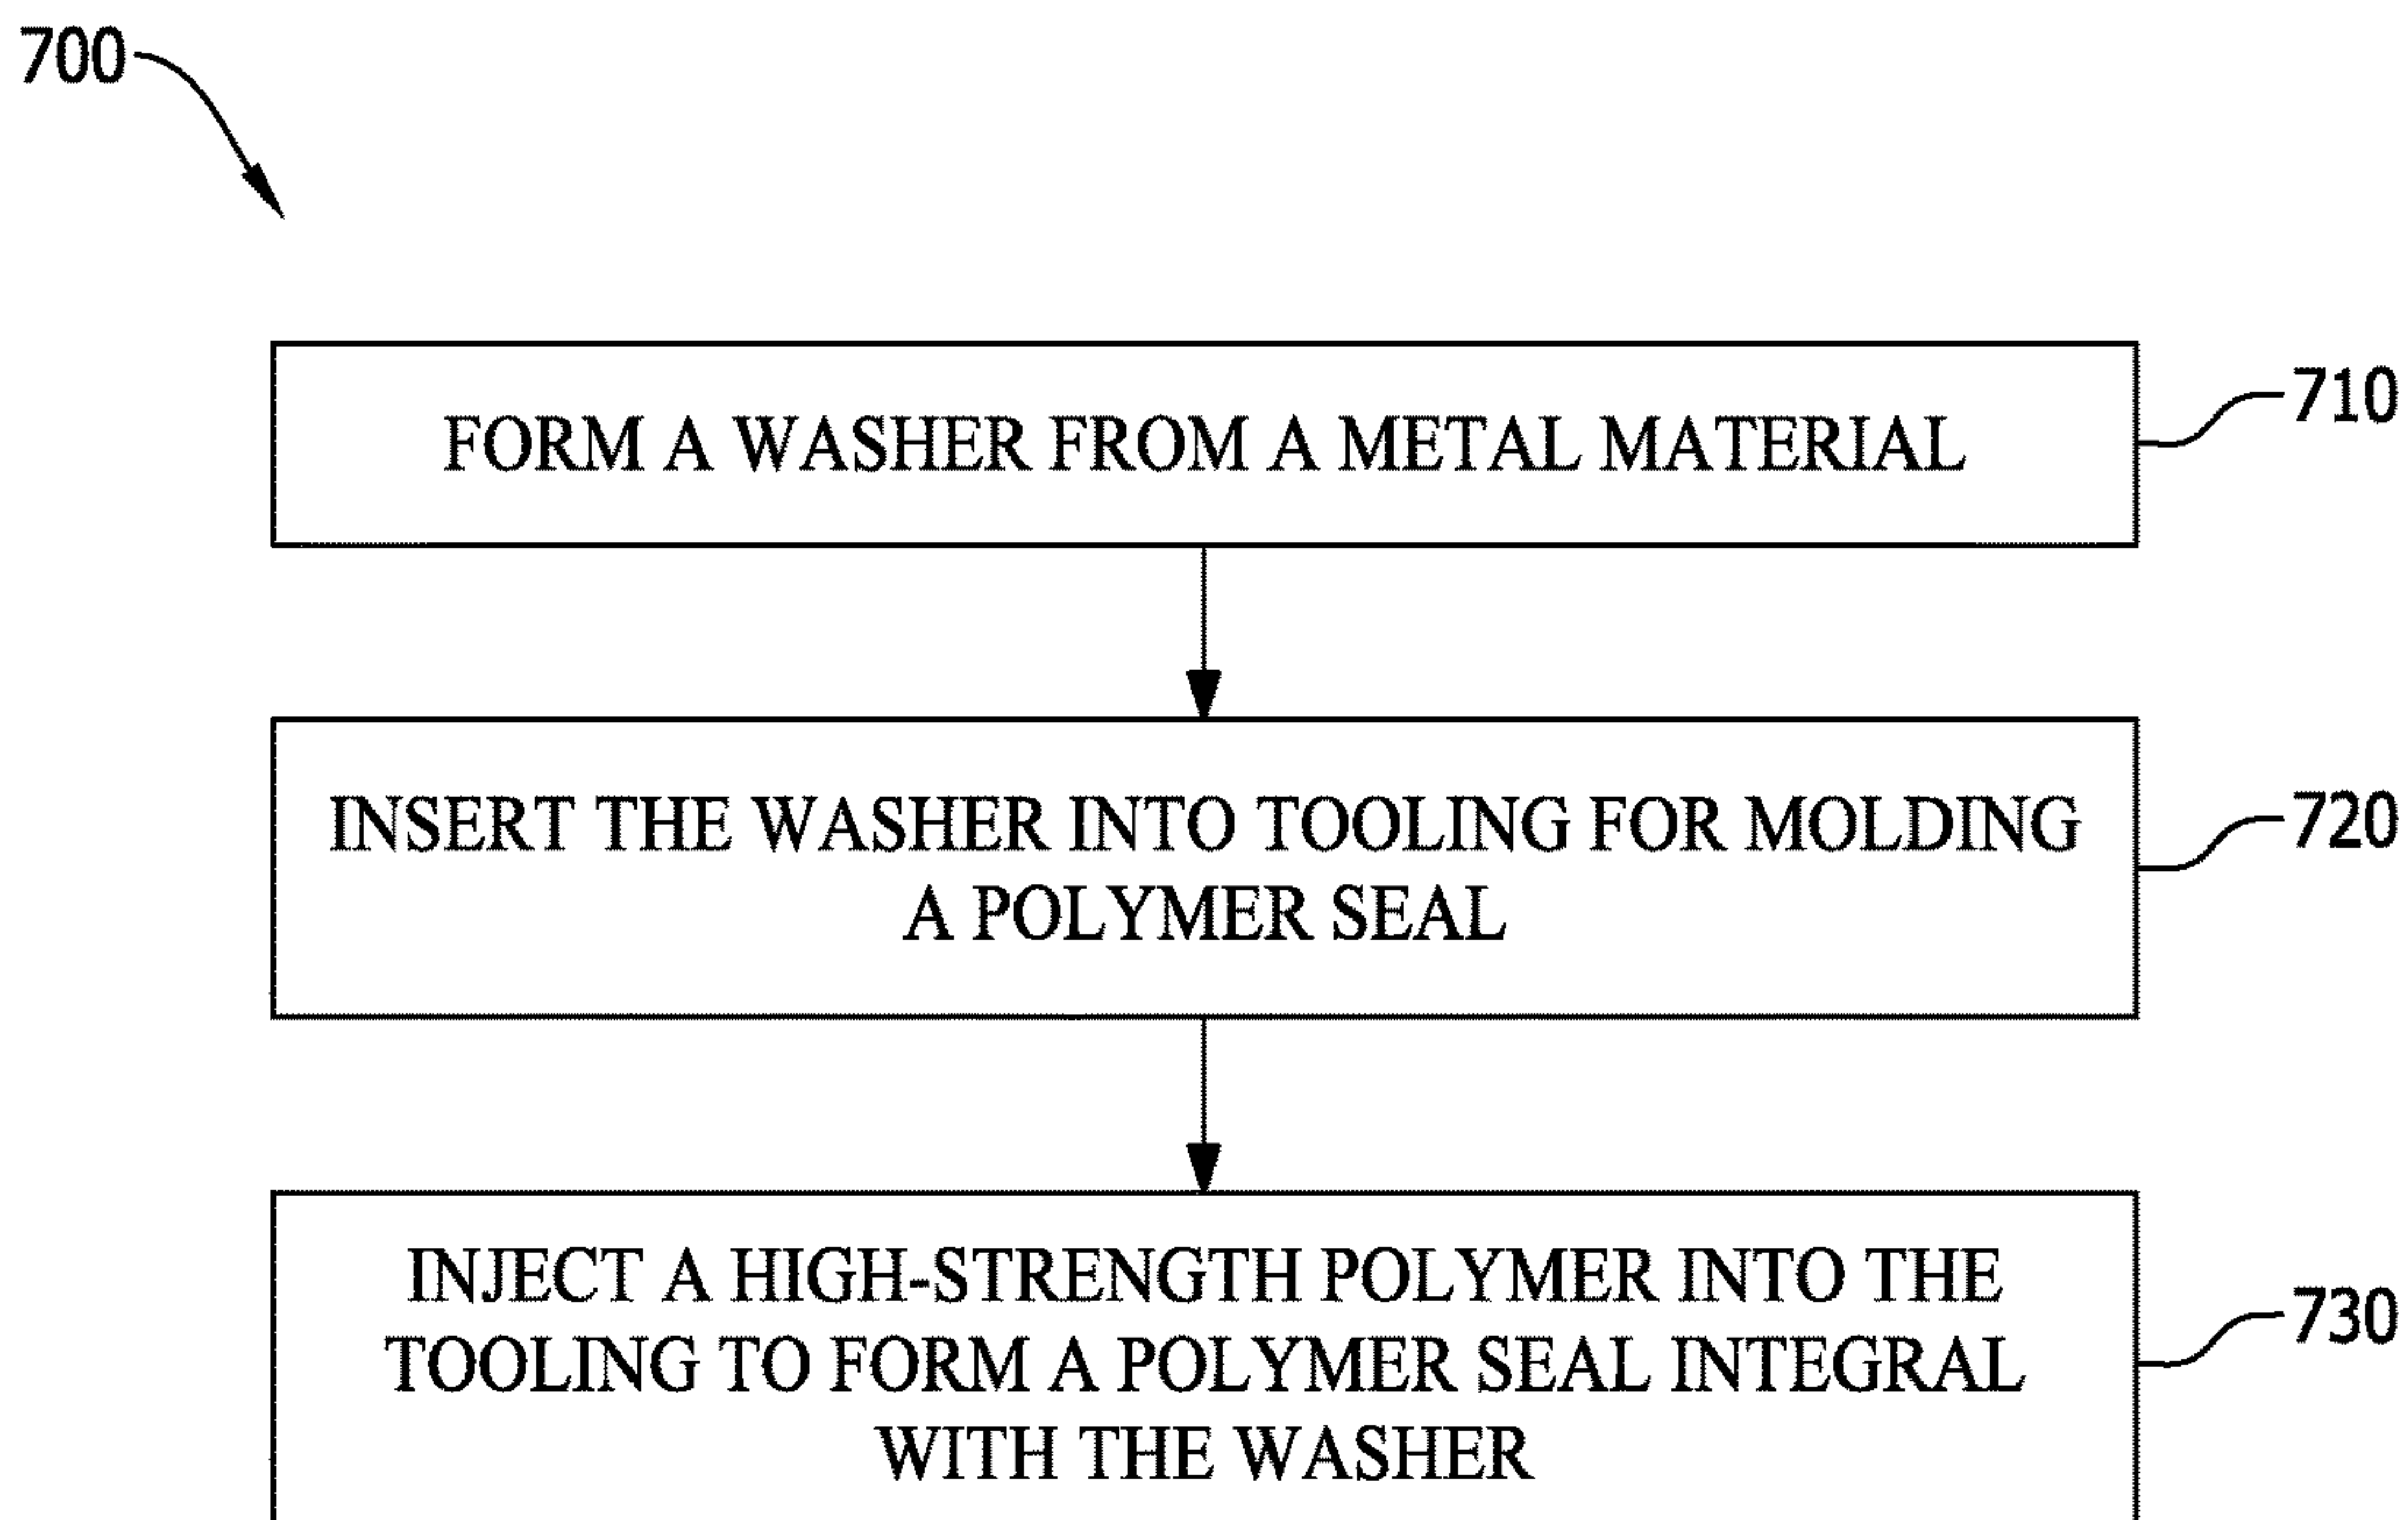 700
FORM A WASHER FROM A METAL MATERIAL
710
INSERT THE WASHER INTO TOOLING FOR MOLDING
A POLYMER SEAL
720
INJECT A HIGH-STRENGTH POLYMER INTO THE
TOOLING TO FORM A POLYMER SEAL INTEGRAL
WITH THE WASHER
730